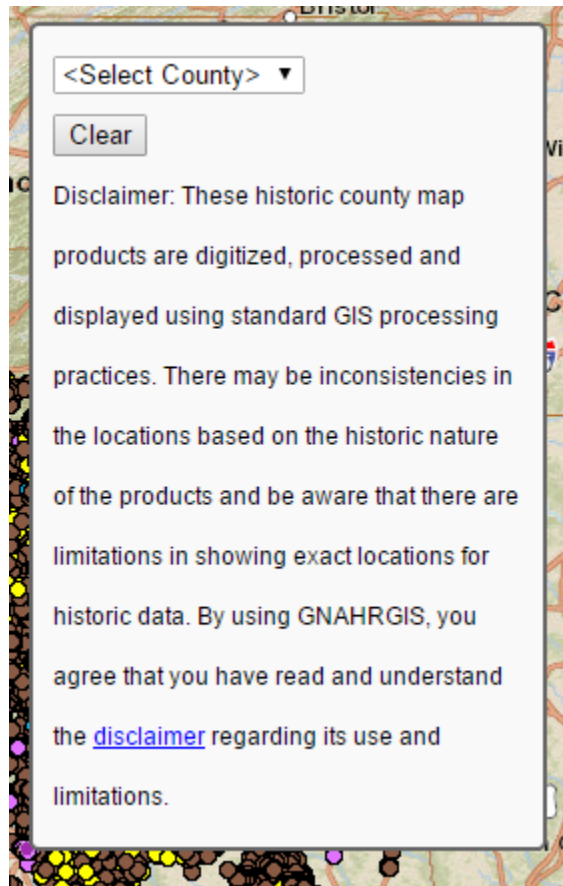 Bristol
<Select County> ▼
Clear
Disclaimer: These historic county map
products are digitized, processed and
displayed using standard GIS processing
practices. There may be inconsistencies in
the locations based on the historic nature
of the products and be aware that there are
limitations in showing exact locations for
historic data. By using GNAHRGIS, you
agree that you have read and understand
the disclaimer regarding its use and
limitations.